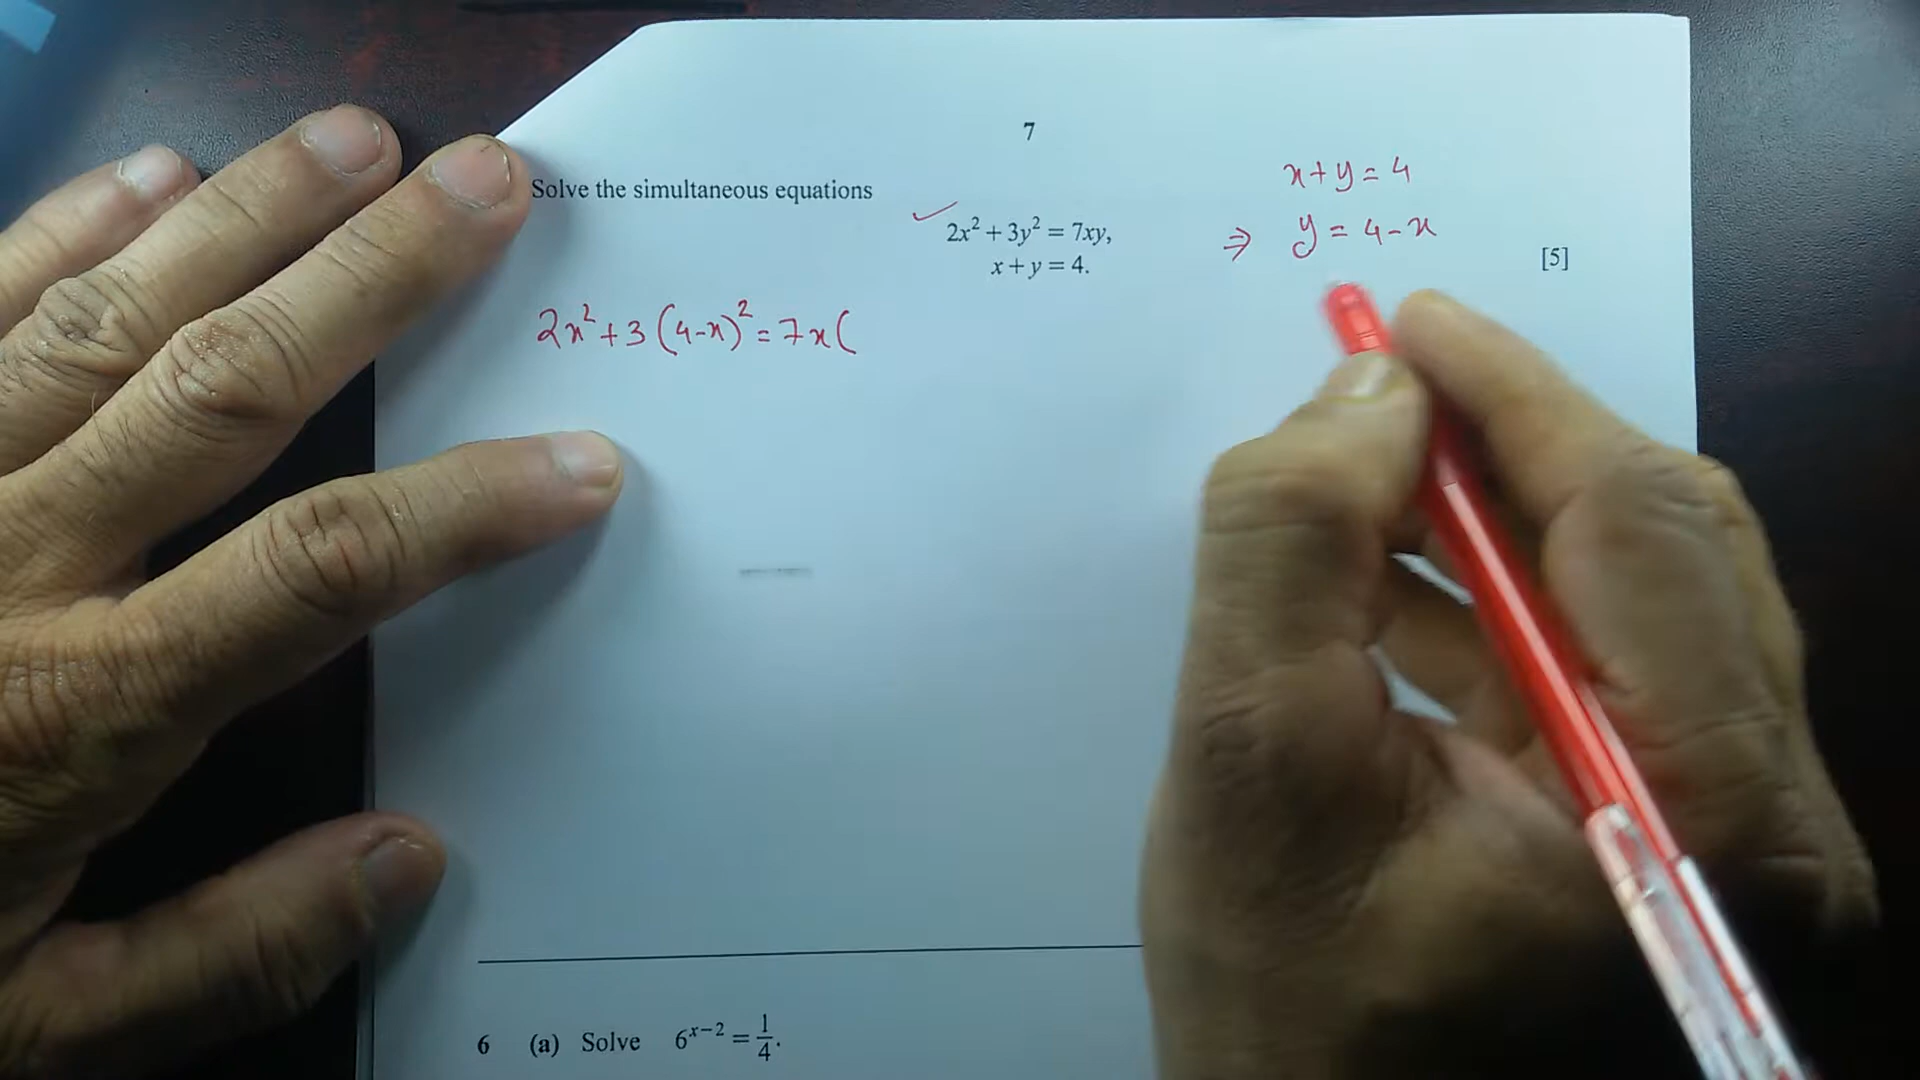 7
Solve the simultaneous equations
2x² + 3y² = 7xy,
x + y = 4.
[5]
x+y=4
⇒ y = 4-x
2x²+3(4-x)²=7x(
6 (a) Solve 6^{x-2} = 1/4.